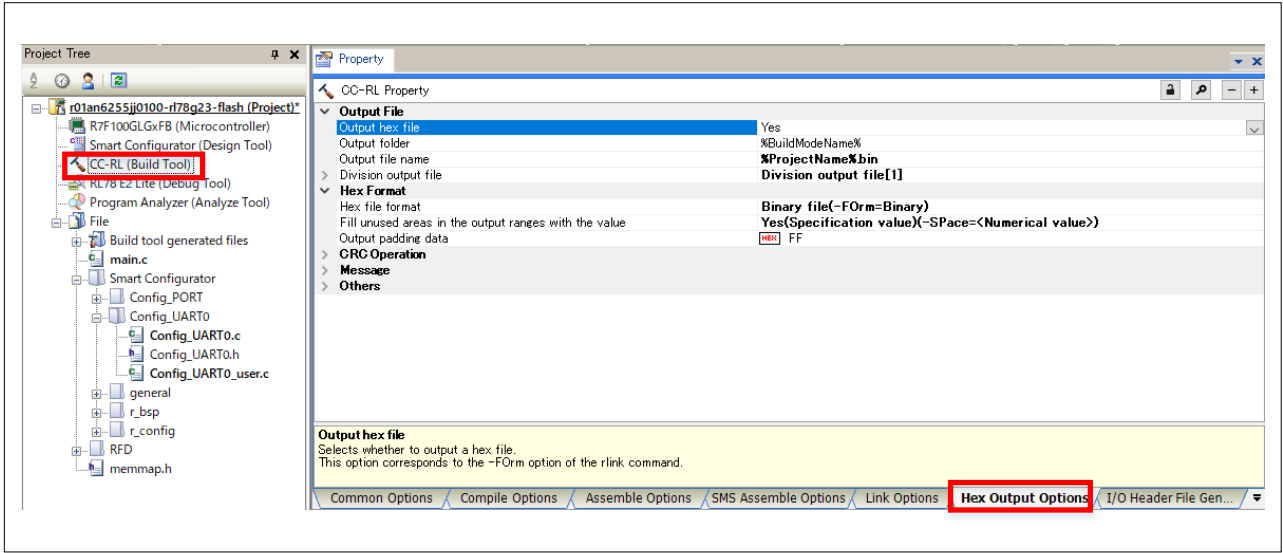 Project Tree
r01an6255jj0100-rl78g23-flash (Project)*
R7F100GLGxFB (Microcontroller)
Smart Configurator (Design Tool)
CC-RL (Build Tool)
RL78 E2 Lite (Debug Tool)
Program Analyzer (Analyze Tool)
File
Build tool generated files
main.c
Smart Configurator
Config_PORT
Config_UART0
Config_UART0.c
Config_UART0.h
Config_UART0_user.c
general
r_bsp
r_config
RFD
memmap.h
Property
CC-RL Property
Output File
Output hex file Yes
Output folder %BuildModeName%
Output file name %ProjectName%.bin
Division output file Division output file[1]
Hex Format
Hex file format Binary file(-FOrm=Binary)
Fill unused areas in the output ranges with the value Yes(Specification value)(-SPace=<Numerical value>)
Output padding data HEX FF
CRC Operation
Message
Others
Output hex file
Selects whether to output a hex file.
This option corresponds to the -FOrm option of the rlink command.
Common Options Compile Options Assemble Options SMS Assemble Options Link Options Hex Output Options I/O Header File Gen...